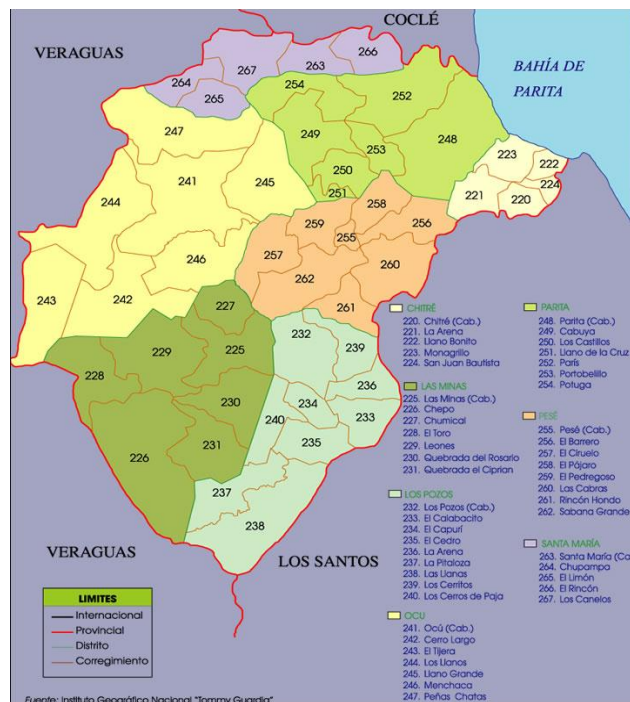 COCLÉ
VERAGUAS
266
267
263
264
254
BAHÍA DE
PARITA
265
252
247
249
248
253
223
241
250
222
245
251
221
224
220
244
258
259
256
255
257
246
260
262
243
242
261
227
232
239
229
225
228
236
230
234
233
240
231
235
226
237
238
VERAGUAS
LOS SANTOS
CHITRÉ
220. Chitré (Cab.)
221. La Arena
222. Llano Bonito
223. Monagrillo
224. San Juan Bautista
LAS MINAS
225. Las Minas (Cab.)
226. Chepo
227. Chumical
228. El Toro
229. Leones
230. Quebrada del Rosario
231. Quebrada el Ciprian
LOS POZOS
232. Los Pozos (Cab.)
233. El Calabacito
234. El Capurí
235. El Cedro
236. La Arena
237. La Pitaloza
238. Las Llanas
239. Los Cerritos
240. Los Cerros de Paja
OCU
241. Ocú (Cab.)
242. Cerro Largo
243. El Tijera
244. Los Llanos
245. Llano Grande
246. Menchaca
247. Peñas Chatas
PARITA
248. Parita (Cab.)
249. Cabuya
250. Los Castillos
251. Llano de la Cruz
252. París
253. Portobelillo
254. Potuga
PESÉ
255. Pesé (Cab.)
256. El Barrero
257. El Ciruelo
258. El Pájaro
259. El Pedregoso
260. Las Cabras
261. Rincón Hondo
262. Sabana Grande
SANTA MARÍA
263. Santa María (Ca
264. Chupampa
265. El Limón
266. El Rincón
267. Los Canelos
LIMITES
Internacional
Provincial
Distrito
Corregimiento
Fuente: Instituto Geográfico Nacional "Tommy Guardia"